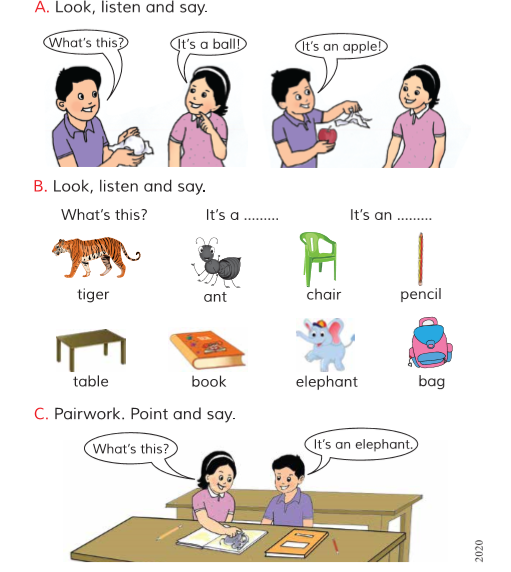 A. Look, listen and say.
What's this?
It's a ball!
It's an apple!
B. Look, listen and say.
What's this? It's a ......... It's an .........
tiger ant chair pencil
table book elephant bag
C. Pairwork. Point and say.
What's this?
It's an elephant.
2020